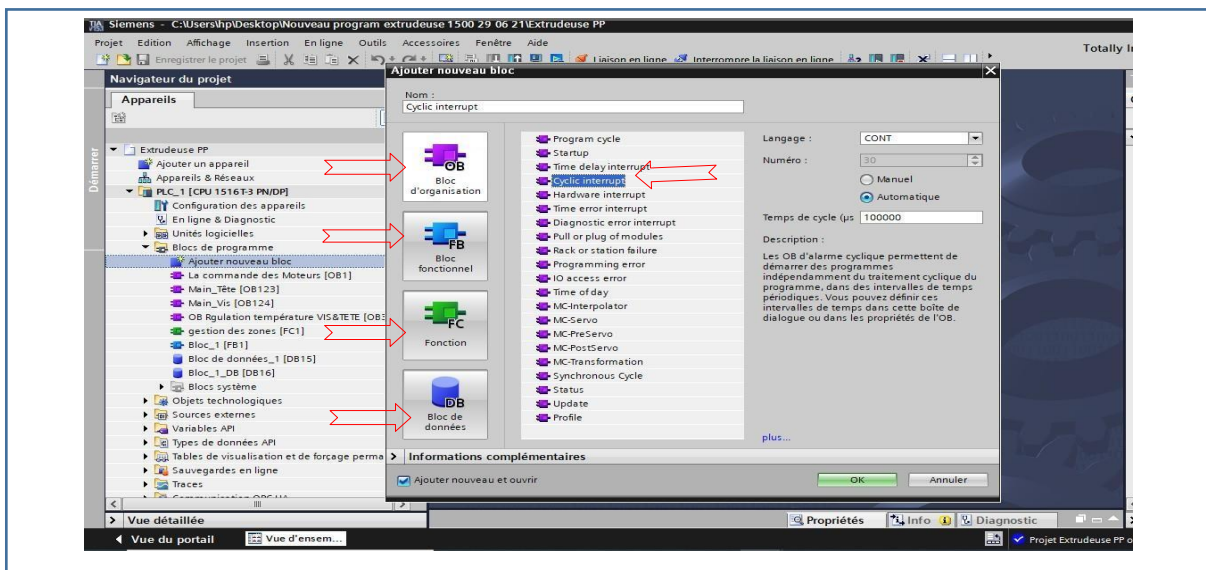 Siemens - C:\Users\hp\Desktop\Nouveau program extrudeuse 1500 29 06 21\Extrudeuse PP
Projet Edition Affichage Insertion En ligne Outils Accessoires Fenêtre Aide
Totally
Enregistrer le projet Liaison en ligne Interrompre la liaison en ligne
Navigateur du projet
Appareils
Démarrer
Extrudeuse PP
Ajouter un appareil
Appareils & Réseaux
PLC_1 [CPU 1516T-3 PN/DP]
Configuration des appareils
En ligne & Diagnostic
Unités logicielles
Blocs de programme
Ajouter nouveau bloc
La commande des Moteurs [OB1]
Main_Tête [OB123]
Main_Vis [OB124]
OB Rgulation température VIS&TETE [OB3
gestion des zones [FC1]
Bloc_1 [FB1]
Bloc de données_1 [DB15]
Bloc_1_DB [DB16]
Blocs système
Objets technologiques
Sources externes
Variables API
Types de données API
Tables de visualisation et de forçage perma
Sauvegardes en ligne
Traces
Vue détaillée
Ajouter nouveau bloc
Nom :
Cyclic interrupt
OB
Bloc
d'organisation
FB
Bloc
fonctionnel
FC
Fonction
DB
Bloc de
données
Program cycle
Startup
Time delay interrupt
Cyclic interrupt
Hardware interrupt
Time error interrupt
Diagnostic error interrupt
Pull or plug of modules
Rack or station failure
Programming error
IO access error
Time of day
MC-Interpolator
MC-Servo
MC-PreServo
MC-PostServo
MC-Transformation
Synchronous Cycle
Status
Update
Profile
Langage : CONT
Numéro : 30
Manuel
Automatique
Temps de cycle (µs 100000
Description :
Les OB d'alarme cyclique permettent de
démarrer des programmes
indépendamment du traitement cyclique du
programme, dans des intervalles de temps
périodiques. Vous pouvez définir ces
intervalles de temps dans cette boîte de
dialogue ou dans les propriétés de l'OB.
plus...
Informations complémentaires
Ajouter nouveau et ouvrir
OK Annuler
Propriétés Info Diagnostic
Vue du portail Vue d'ensem... Projet Extrudeuse PP o